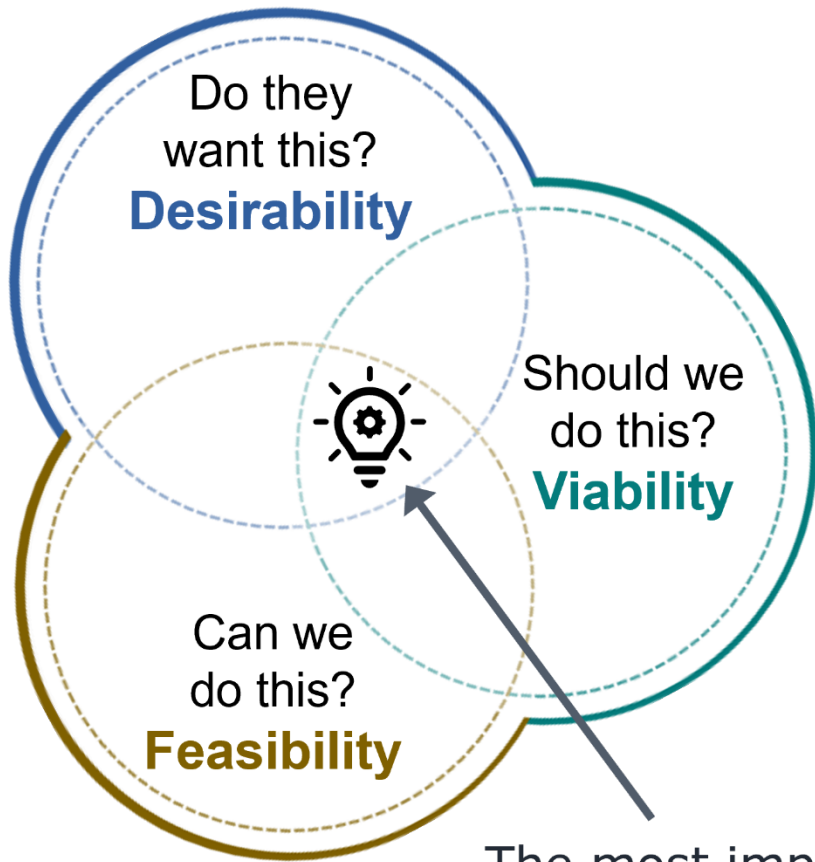 Do they
want this?
Desirability
Should we
do this?
Viability
Can we
do this?
Feasibility
The most